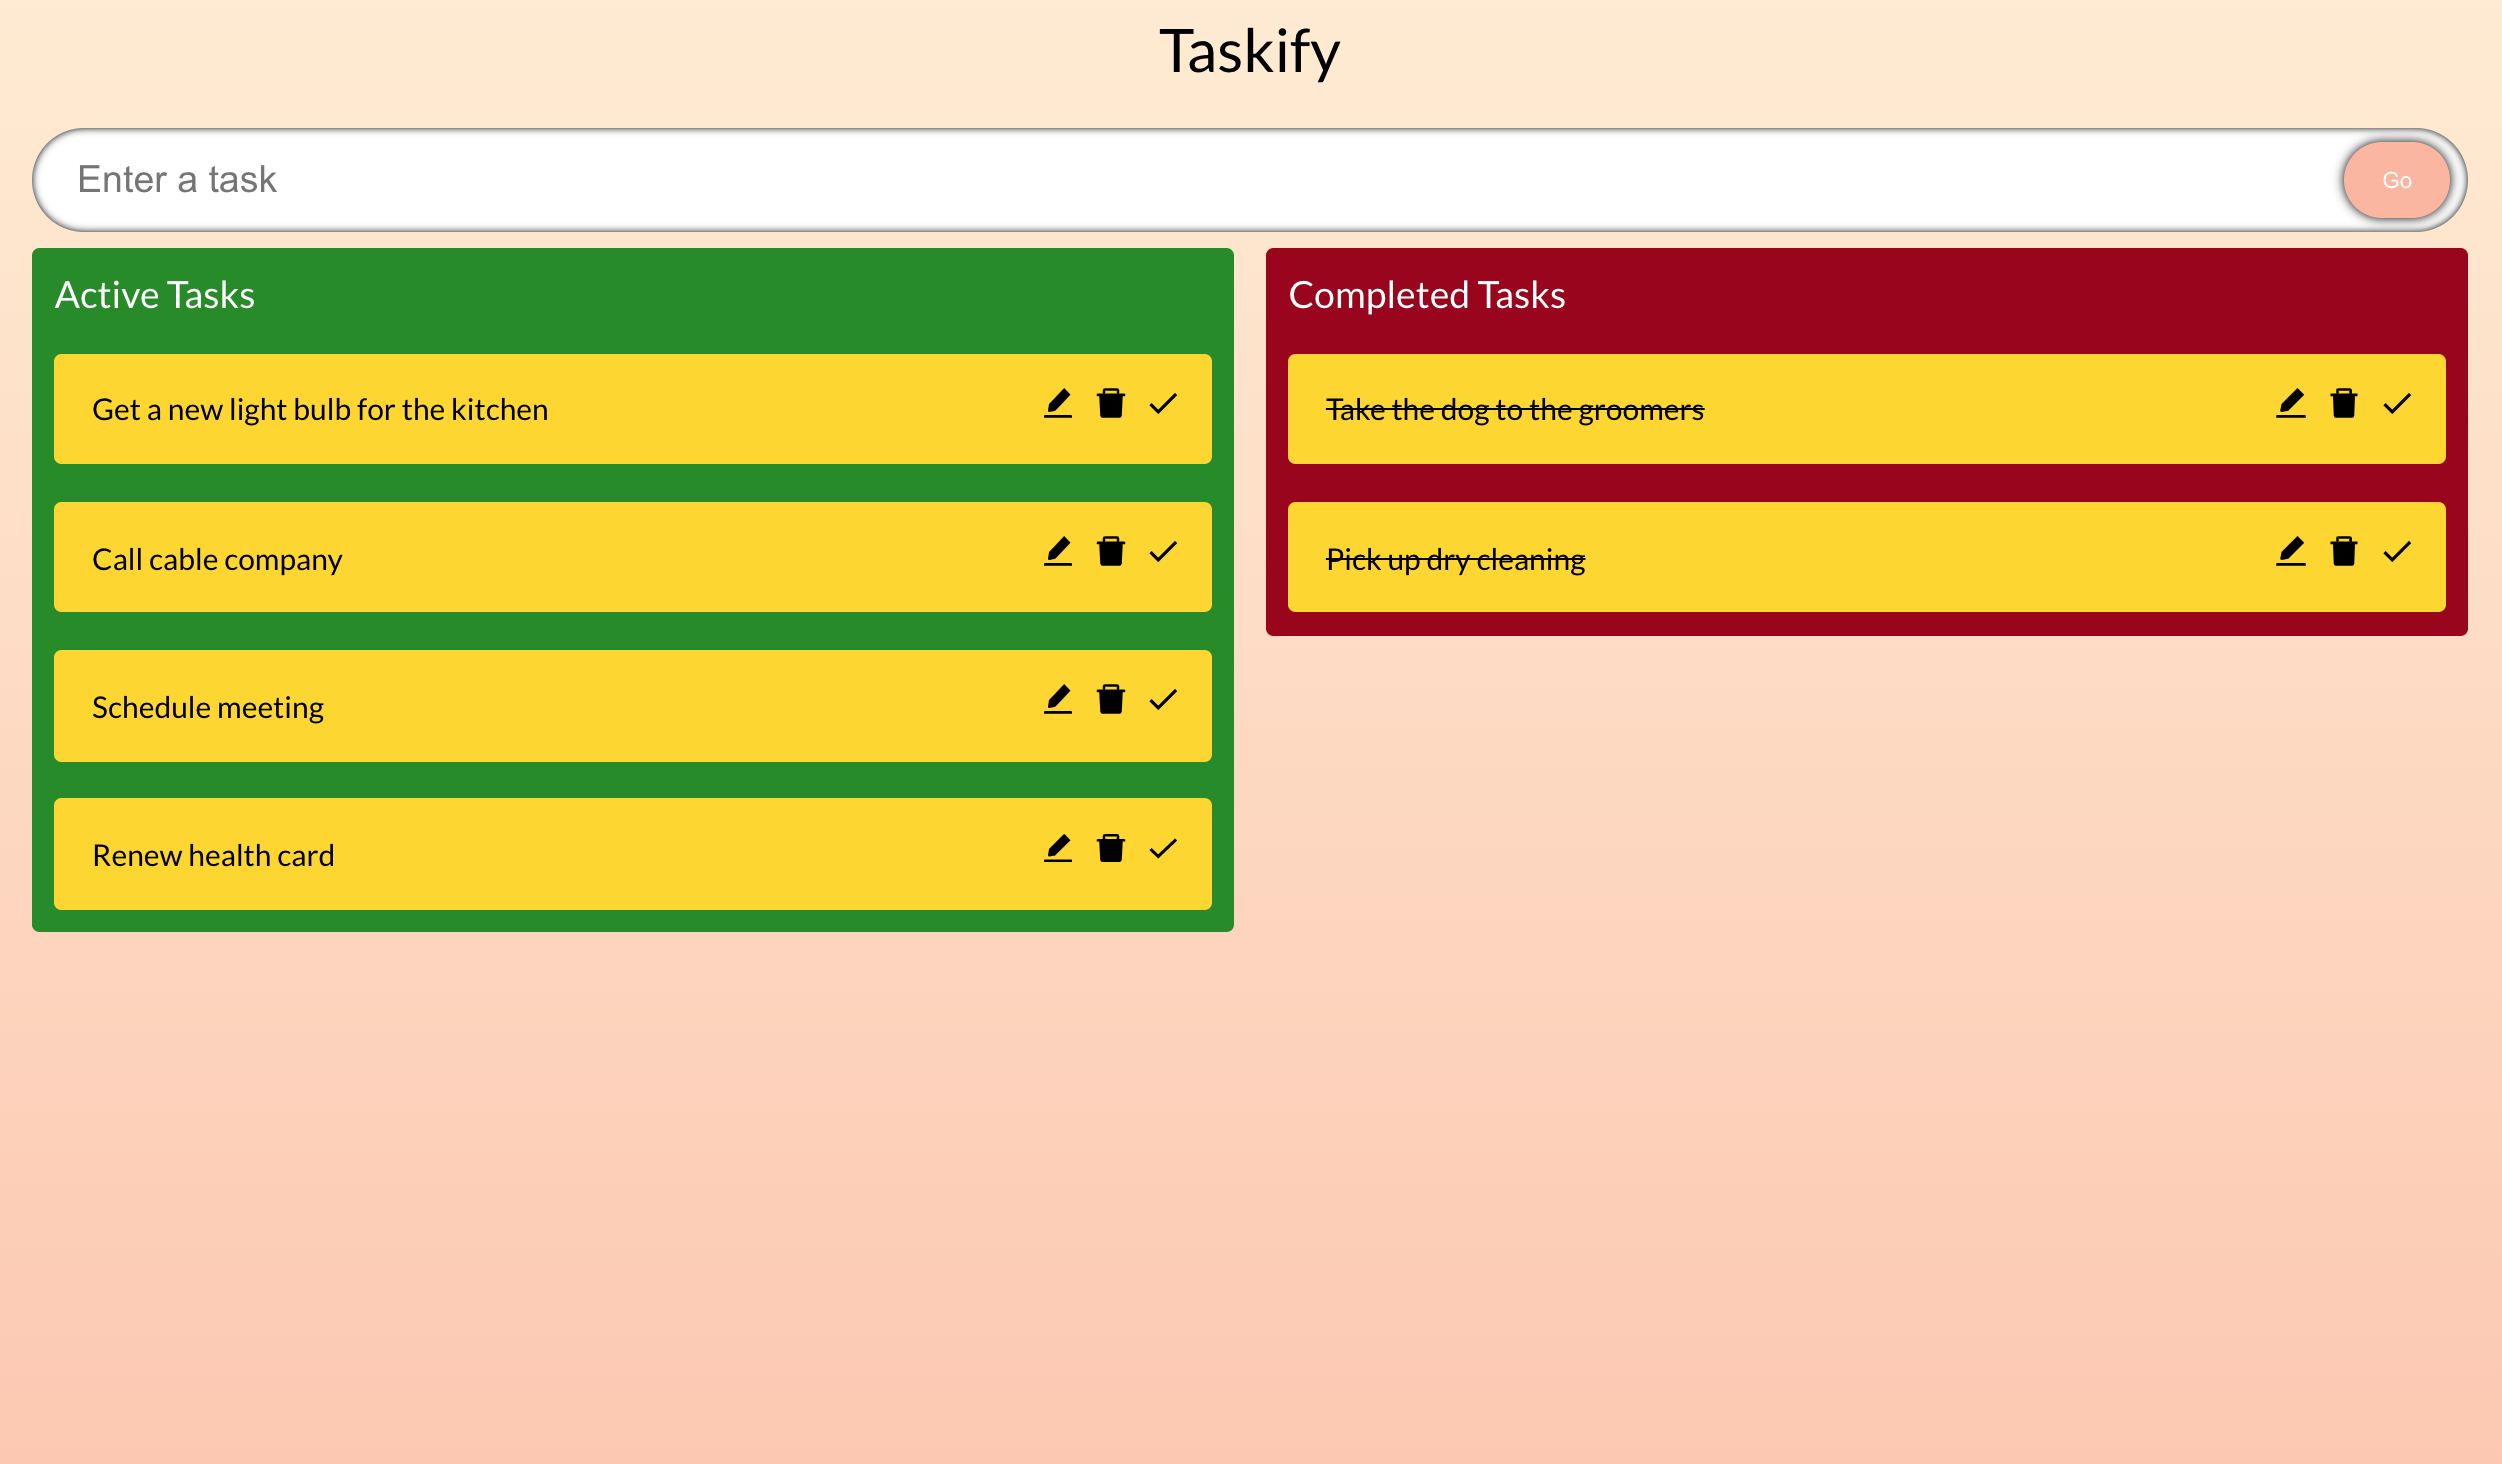 Taskify
Enter a task
Go
Active Tasks
Get a new light bulb for the kitchen
Call cable company
Schedule meeting
Renew health card
Completed Tasks
Take the dog to the groomers
Pick up dry cleaning